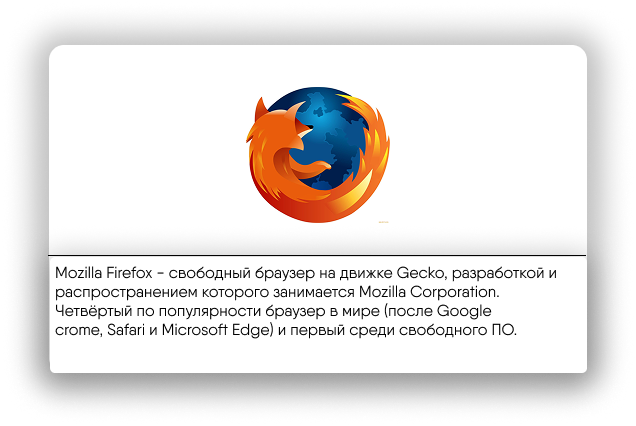 Mozilla Firefox - свободный браузер на движке Gecko, разработкой и
распространением которого занимается Mozilla Corporation.
Четвёртый по популярности браузер в мире (после Google
crome, Safari и Microsoft Edge) и первый среди свободного ПО.